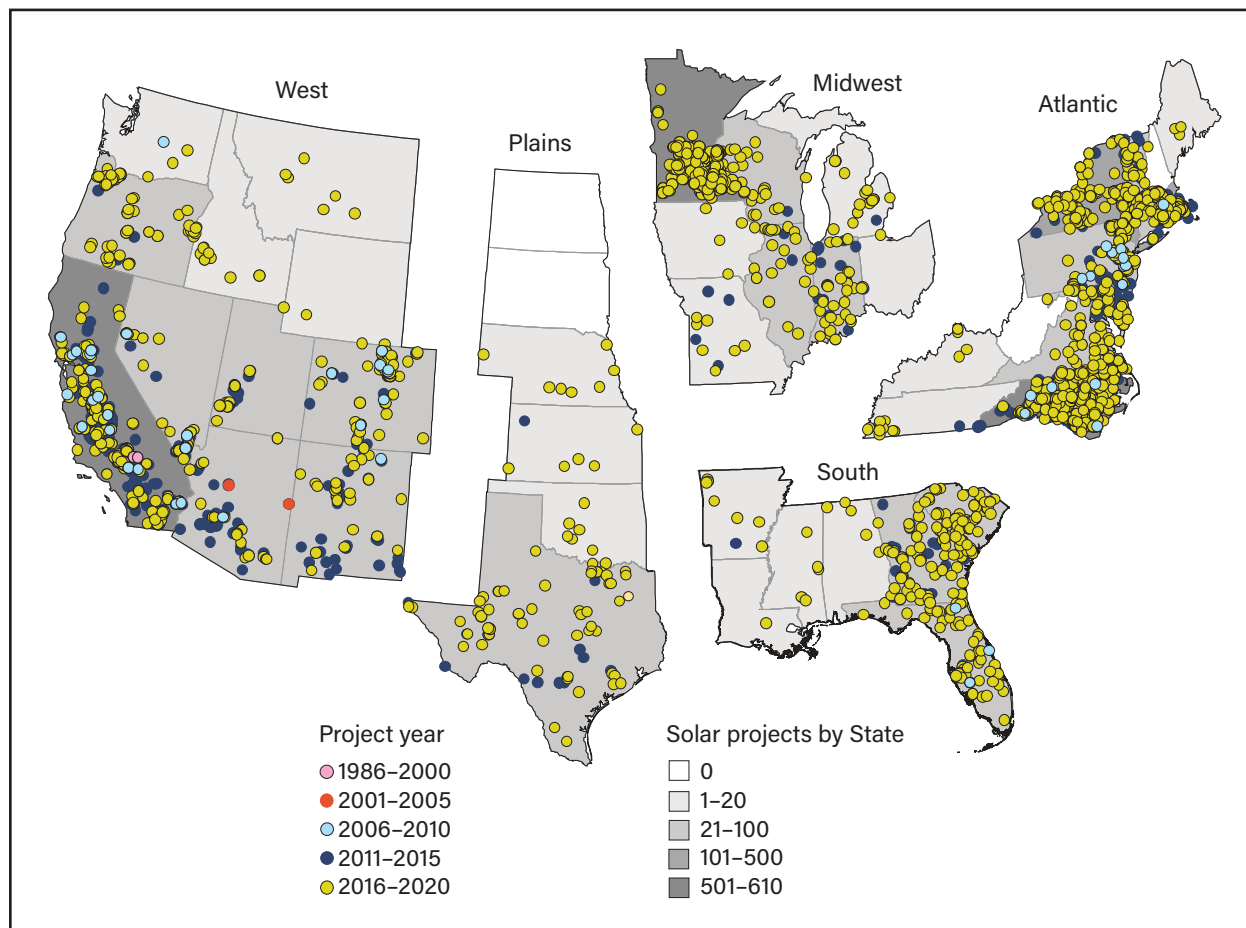 West
Plains
Midwest
Atlantic
South
Project year
1986–2000
2001–2005
2006–2010
2011–2015
2016–2020
Solar projects by State
0
1–20
21–100
101–500
501–610